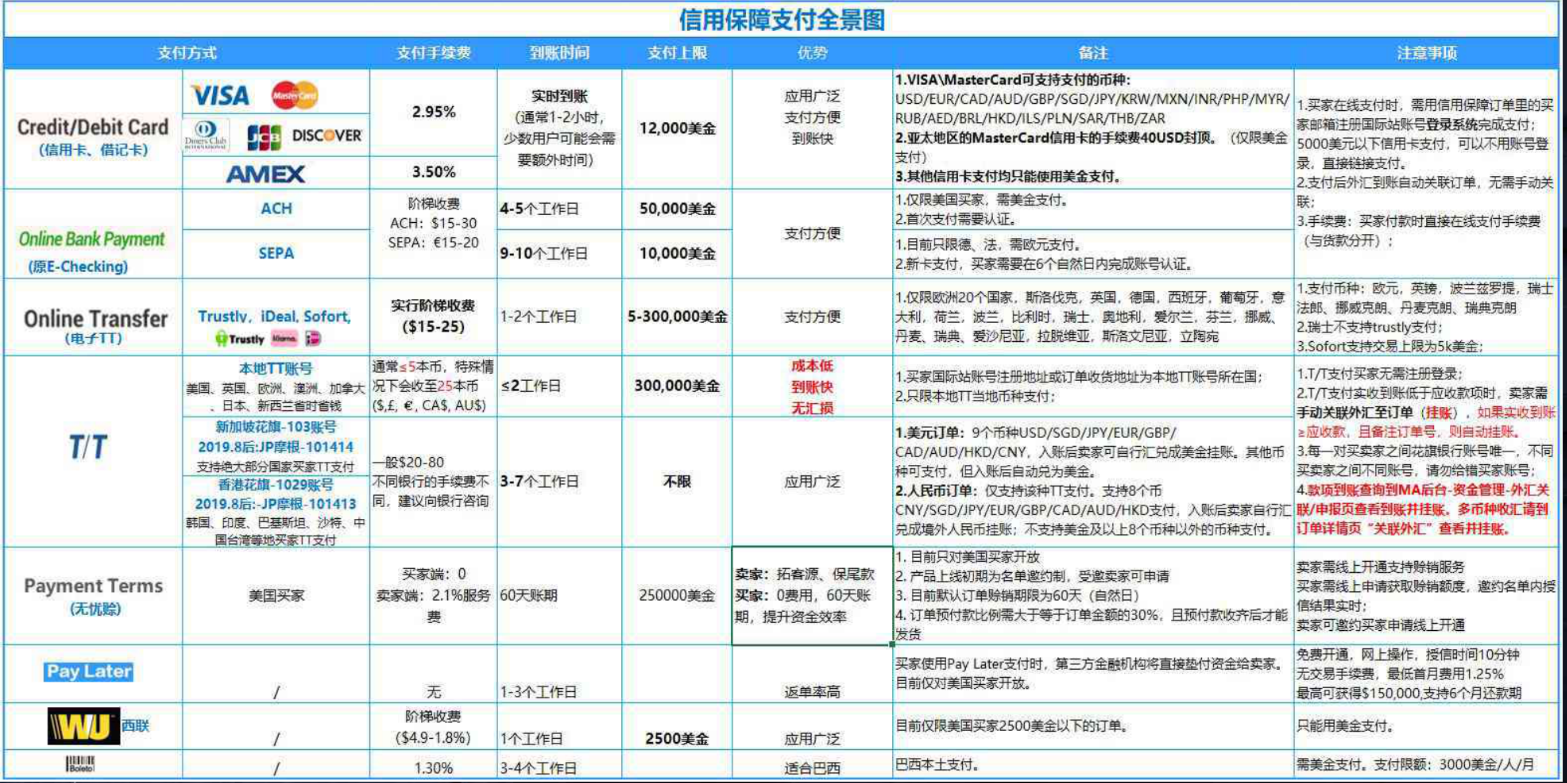 信用保障支付全景图
支付方式 支付手续费 到账时间 支付上限 优势 备注 注意事项
Credit/Debit Card
(信用卡、借记卡)
VISA MasterCard
Diners Club INTERNATIONAL JCB DISCOVER
AMEX
2.95%
3.50%
实时到账
(通常1-2小时,
少数用户可能会需
要额外时间)
12,000美金
应用广泛
支付方便
到账快
1.VISA\MasterCard可支持支付的币种:
USD/EUR/CAD/AUD/GBP/SGD/JPY/KRW/MXN/INR/PHP/MYR/
RUB/AED/BRL/HKD/ILS/PLN/SAR/THB/ZAR
2.亚太地区的MasterCard信用卡的手续费40USD封顶。(仅限美金
支付)
3.其他信用卡支付均只能使用美金支付。
1.买家在线支付时,需用信用保障订单里的买
家邮箱注册国际站账号登录系统完成支付;
5000美元以下信用卡支付,可以不用账号登
录,直接链接支付。
2.支付后外汇到账自动关联订单,无需手动关
联;
3.手续费:买家付款时直接在线支付手续费
(与货款分开);
Online Bank Payment
(原E-Checking)
ACH
SEPA
阶梯收费
ACH: $15-30
SEPA: €15-20
4-5个工作日
9-10个工作日
50,000美金
10,000美金
支付方便
1.仅限美国买家,需美金支付。
2.首次支付需要认证。
1.目前只限德、法,需欧元支付。
2.新卡支付,买家需要在6个自然日内完成账号认证。
Online Transfer
(电子TT)
Trustly, iDeal, Sofort,
Trustly Klarna.
实行阶梯收费
($15-25)
1-2个工作日
5-300,000美金
支付方便
1.仅限欧洲20个国家,斯洛伐克,英国,德国,西班牙,葡萄牙,意
大利,荷兰,波兰,比利时,瑞士,奥地利,爱尔兰,芬兰,挪威、
丹麦、瑞典、爱沙尼亚,拉脱维亚,斯洛文尼亚,立陶宛
1.支付币种:欧元,英镑,波兰兹罗提,瑞士
法郎、挪威克朗、丹麦克朗、瑞典克朗
2.瑞士不支持trustly支付;
3.Sofort支持交易上限为5k美金;
T/T
本地TT账号
美国、英国、欧洲、澳洲、加拿大
、日本、新西兰省时省钱
新加坡花旗-103账号
2019.8后:JP摩根-101414
支持绝大部分国家买家TT支付
香港花旗-1029账号
2019.8后:-JP摩根-101413
韩国、印度、巴基斯坦、沙特、中
国台湾等地买家TT支付
通常≤5本币,特殊情
况下会收至25本币
($,£, €, CA$, AU$)
一般$20-80
不同银行的手续费不
同,建议向银行咨询
≤2工作日
3-7个工作日
300,000美金
不限
成本低
到账快
无汇损
应用广泛
1.买家国际站账号注册地址或订单收货地址为本地TT账号所在国;
2.只限本地TT当地币种支付;
1.美元订单:9个币种USD/SGD/JPY/EUR/GBP/
CAD/AUD/HKD/CNY,入账后卖家可自行汇兑成美金挂账。其他币
种可支付,但入账后自动兑为美金。
2.人民币订单:仅支持该种TT支付。支持8个币
CNY/SGD/JPY/EUR/GBP/CAD/AUD/HKD支付,入账后卖家自行汇
兑成境外人民币挂账;不支持美金及以上8个币种以外的币种支付。
1.T/T支付买家无需注册登录;
2.T/T支付实收到账低于应收款项时,卖家需
手动关联外汇至订单(挂账),如果实收到账
≥应收款,且备注订单号,则自动挂账。
3.每一对买卖家之间花旗银行账号唯一,不同
买卖家之间不同账号,请勿给错买家账号;
4.款项到账查询到MA后台-资金管理-外汇关
联/申报页查看到账并挂账。多币种收汇请到
订单详情页“关联外汇”查看并挂账。
Payment Terms
(无忧赊)
美国买家
买家端:0
卖家端:2.1%服务
费
60天账期
250000美金
卖家:拓客源、保尾款
买家:0费用,60天账
期,提升资金效率
1. 目前只对美国买家开放
2. 产品上线初期为名单邀约制,受邀卖家可申请
3. 目前默认订单赊销期限为60天(自然日)
4. 订单预付款比例需大于等于订单金额的30%,且预付款收齐后才能
发货
卖家需线上开通支持赊销服务
买家需线上申请获取赊销额度,邀约名单内授
信结果实时;
卖家可邀约买家申请线上开通
Pay Later
/
无
1-3个工作日
返单率高
买家使用Pay Later支付时,第三方金融机构将直接垫付资金给卖家。
目前仅对美国买家开放。
免费开通,网上操作,授信时间10分钟
无交易手续费,最低首月费用1.25%
最高可获得$150,000,支持6个月还款期
WU 西联
/
阶梯收费
($4.9-1.8%)
1个工作日
2500美金
应用广泛
目前仅限美国买家2500美金以下的订单。
只能用美金支付。
Boleto
/
1.30%
3-4个工作日
适合巴西
巴西本土支付。
需美金支付。支付限额:3000美金/人/月